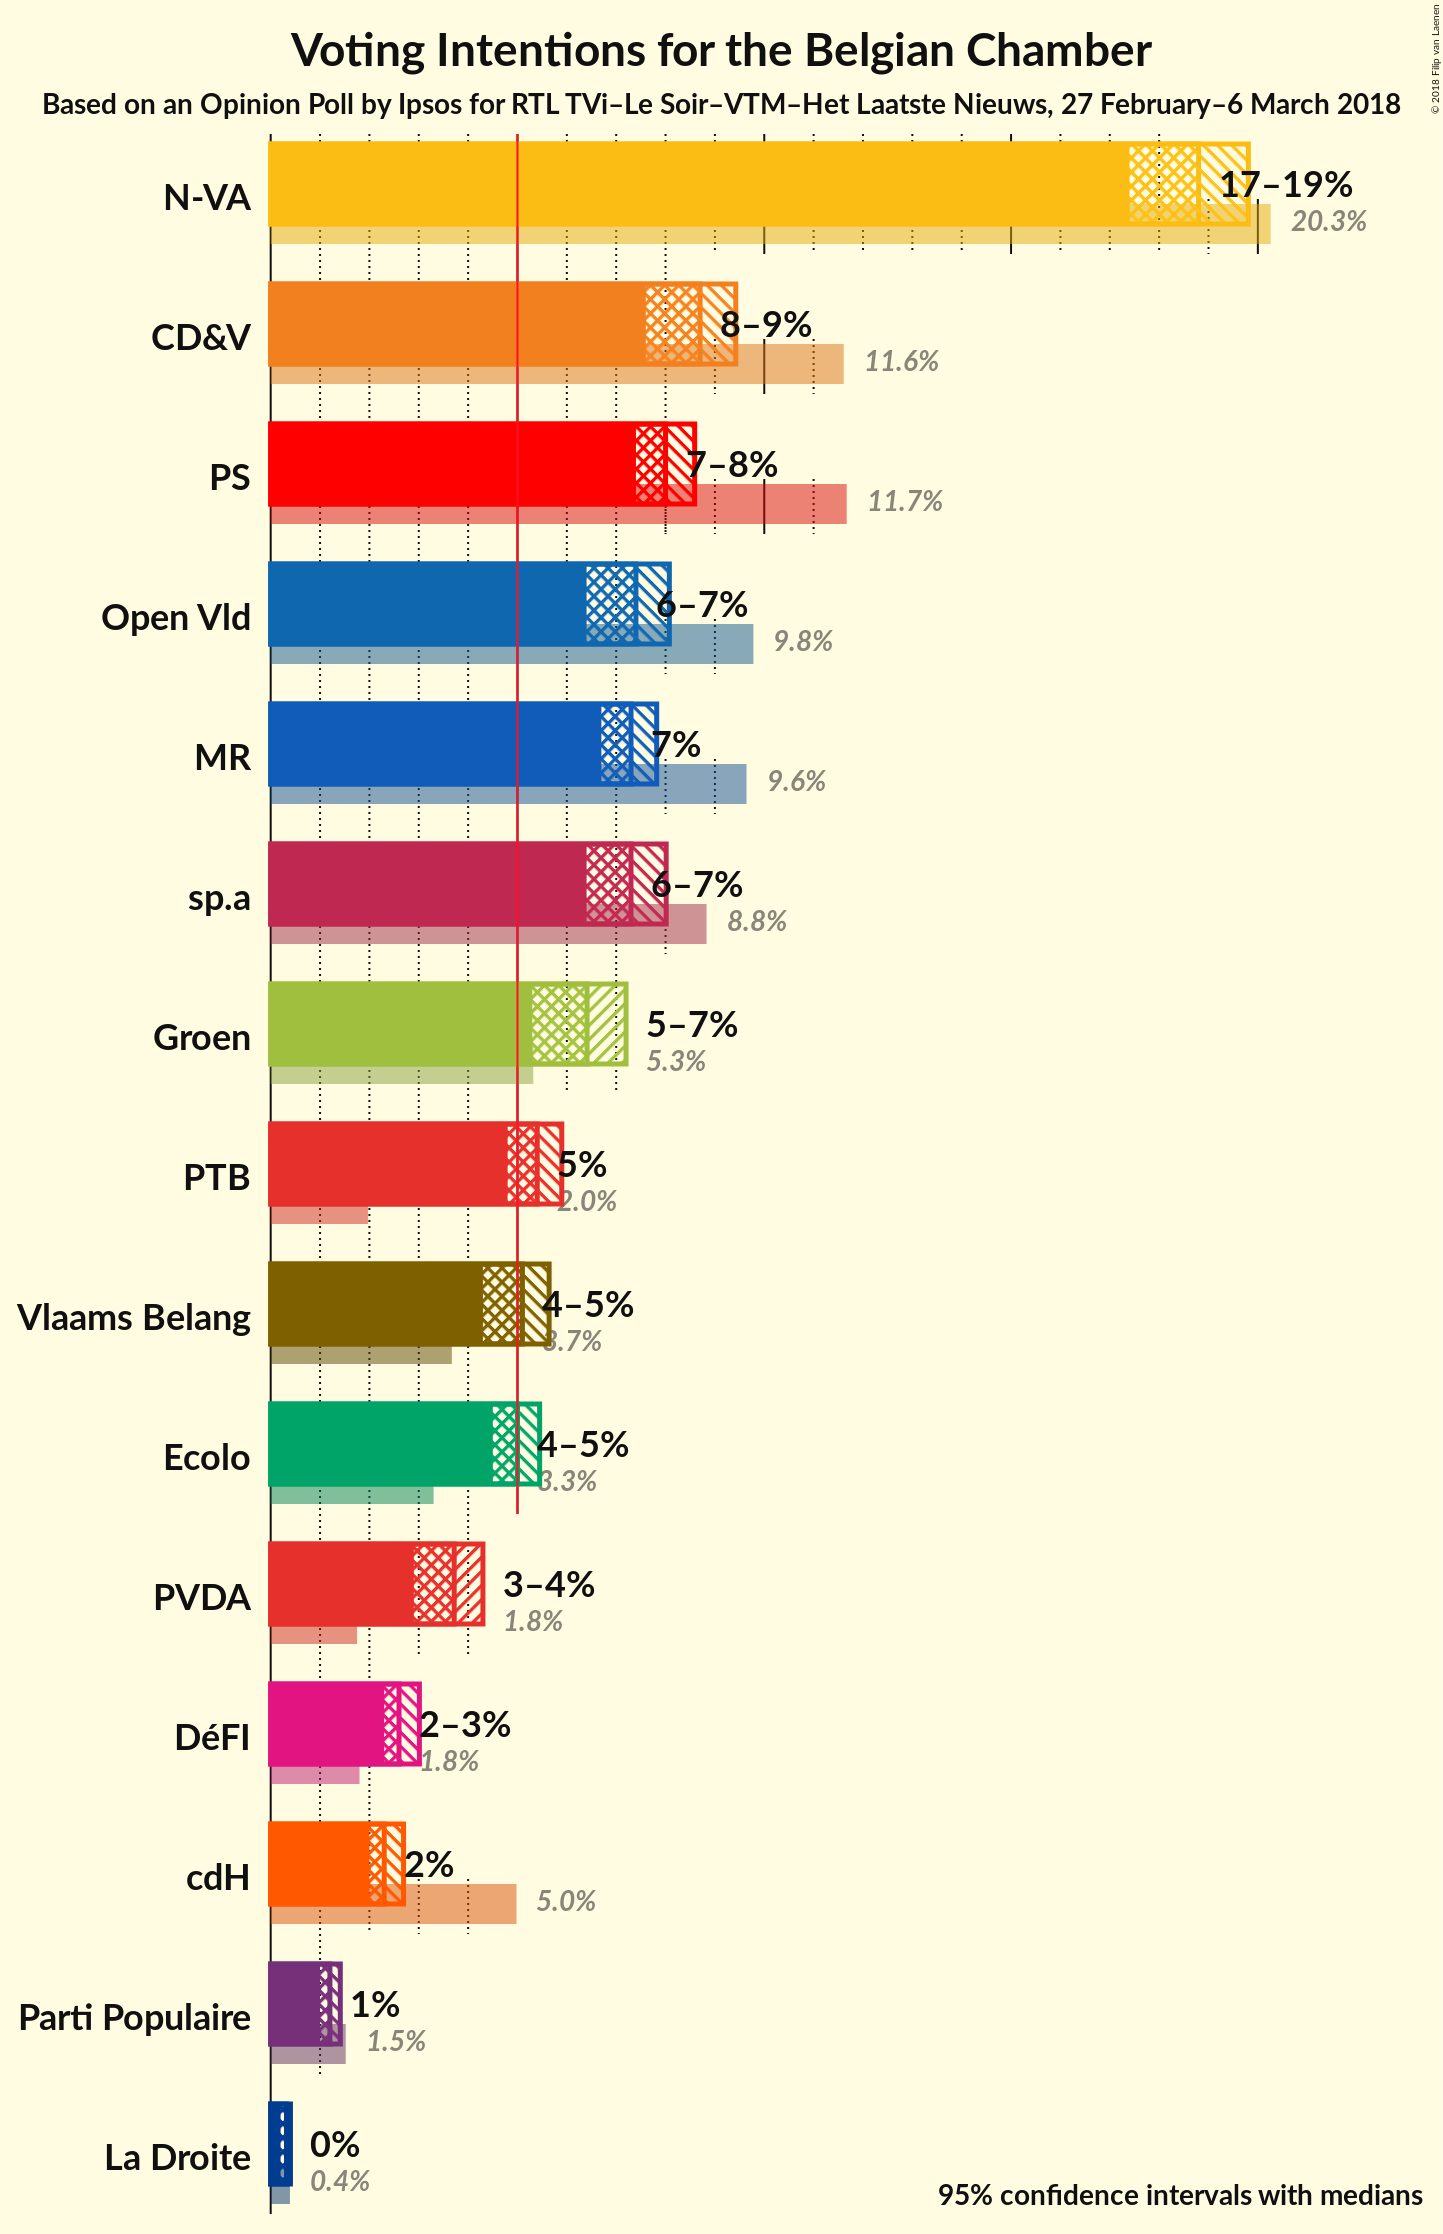 Voting Intentions for the Belgian Chamber
Based on an Opinion Poll by Ipsos for RTL TVi–Le Soir–VTM–Het Laatste Nieuws, 27 February–6 March 2018
© 2018 Filip van Laenen
N-VA
17–19%
20.3%
CD&V
8–9%
11.6%
PS
7–8%
11.7%
Open Vld
6–7%
9.8%
MR
7%
9.6%
sp.a
6–7%
8.8%
Groen
5–7%
5.3%
PTB
5%
2.0%
Vlaams Belang
4–5%
3.7%
Ecolo
4–5%
3.3%
PVDA
3–4%
1.8%
DéFI
2–3%
1.8%
cdH
2%
5.0%
Parti Populaire
1%
1.5%
La Droite
0%
0.4%
95% confidence intervals with medians